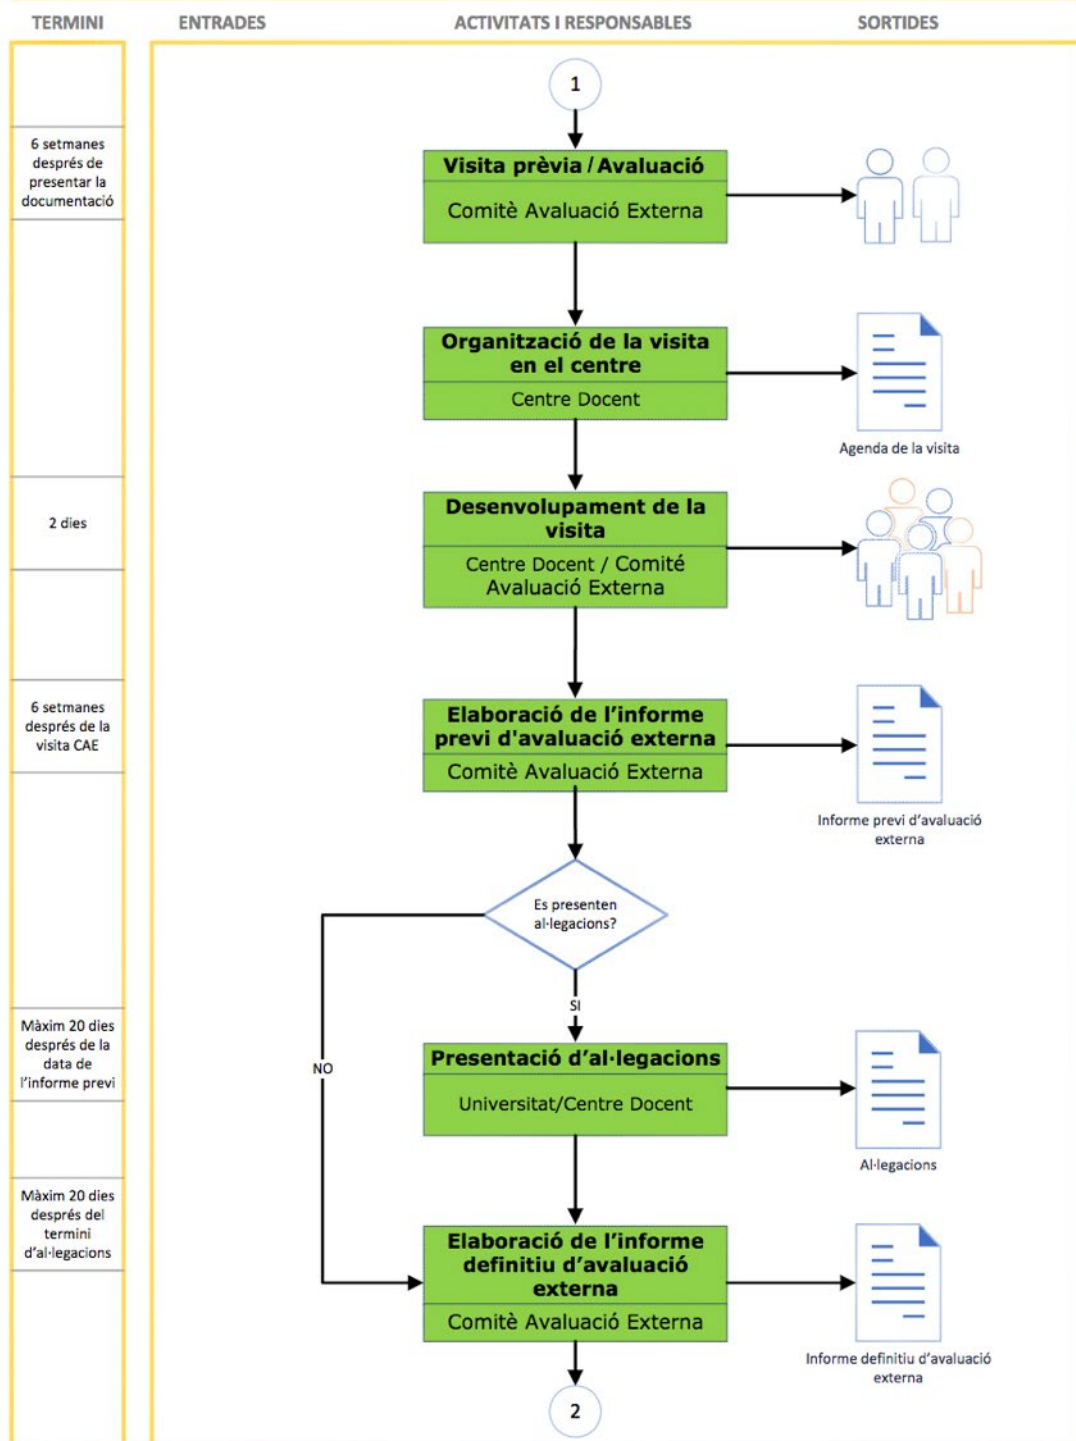 TERMINI ENTRADES ACTIVITATS I RESPONSABLES SORTIDES
1
6 setmanes
després de
presentar la
documentació
Visita prèvia / Avaluació
Comitè Avaluació Externa
Organització de la visita
en el centre
Centre Docent
Agenda de la visita
2 dies
Desenvolupament de la
visita
Centre Docent / Comité
Avaluació Externa
6 setmanes
després de la
visita CAE
Elaboració de l’informe
previ d'avaluació externa
Comitè Avaluació Externa
Informe previ d’avaluació
externa
Es presenten
al·legacions?
SI
NO
Màxim 20 dies
després de la
data de
l’informe previ
Presentació d’al·legacions
Universitat/Centre Docent
Al·legacions
Màxim 20 dies
després del
termini
d’al·legacions
Elaboració de l’informe
definitiu d’avaluació
externa
Comitè Avaluació Externa
Informe definitiu d’avaluació
externa
2